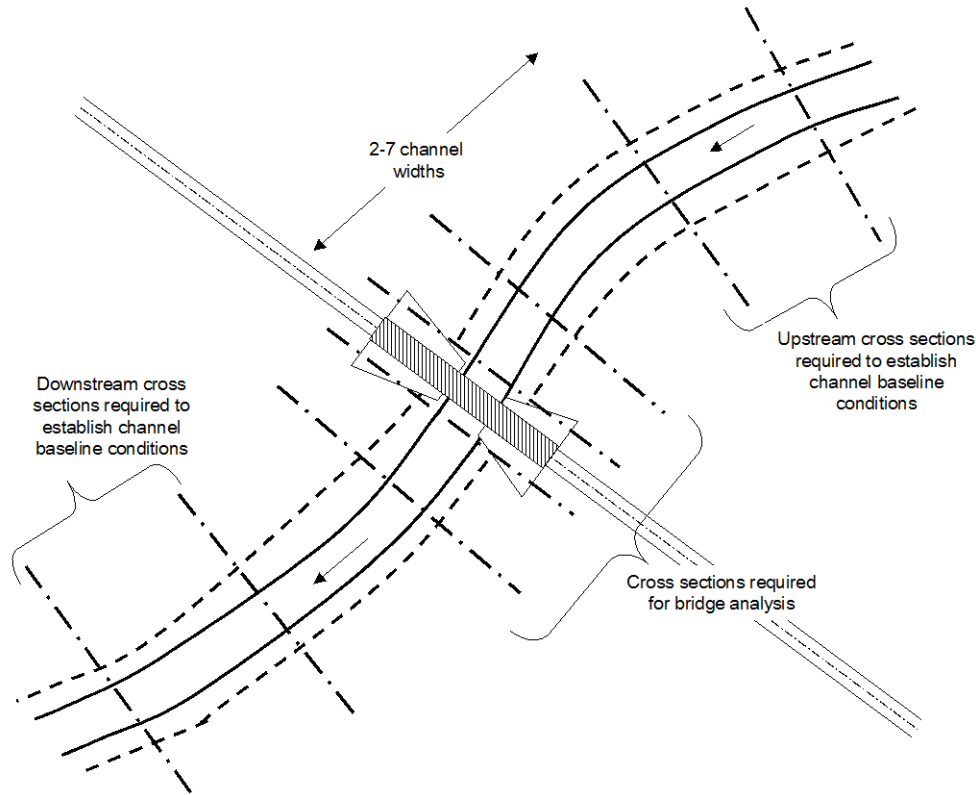 2-7 channel
widths
Upstream cross sections
required to establish
channel baseline
conditions
Downstream cross
sections required to
establish channel
baseline conditions
Cross sections required
for bridge analysis